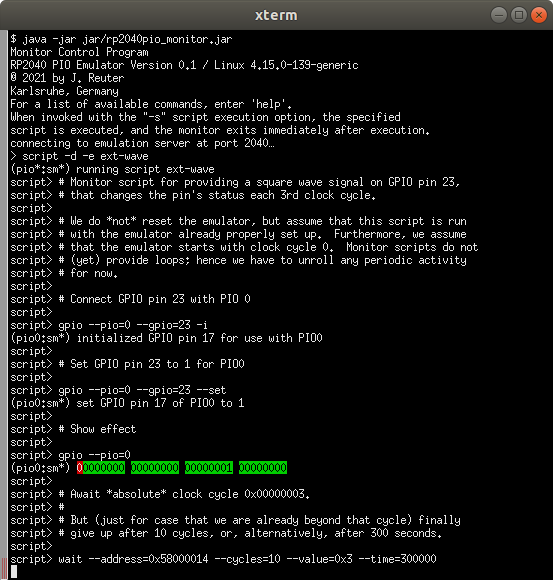 xterm
$ java -jar jar/rp2040pio_monitor.jar
Monitor Control Program
RP2040 PIO Emulator Version 0.1 / Linux 4.15.0-139-generic
© 2021 by J. Reuter
Karlsruhe, Germany
For a list of available commands, enter 'help'.
When invoked with the "-s" script execution option, the specified
script is executed, and the monitor exits immediately after execution.
connecting to emulation server at port 2040…
> script -d -e ext-wave
(pio*:sm*) running script ext-wave
script> # Monitor script for providing a square wave signal on GPIO pin 23,
script> # that changes the pin's status each 3rd clock cycle.
script>
script> # We do *not* reset the emulator, but assume that this script is run
script> # with the emulator already properly set up.  Furthermore, we assume
script> # that the emulator starts with clock cycle 0.  Monitor scripts do not
script> # (yet) provide loops; hence we have to unroll any periodic activity
script> # for now.
script>
script> # Connect GPIO pin 23 with PIO 0
script>
script> gpio --pio=0 --gpio=23 -i
(pio0:sm*) initialized GPIO pin 17 for use with PIO0
script>
script> # Set GPIO pin 23 to 1 for PIO0
script>
script> gpio --pio=0 --gpio=23 --set
(pio0:sm*) set GPIO pin 17 of PIO0 to 1
script>
script> # Show effect
script>
script> gpio --pio=0
(pio0:sm*) 00000000 00000000 00000001 00000000
script>
script> # Await *absolute* clock cycle 0x00000003.
script> #
script> # But (just for case that we are already beyond that cycle) finally
script> # give up after 10 cycles, or, alternatively, after 300 seconds.
script>
script> wait --address=0x58000014 --cycles=10 --value=0x3 --time=300000